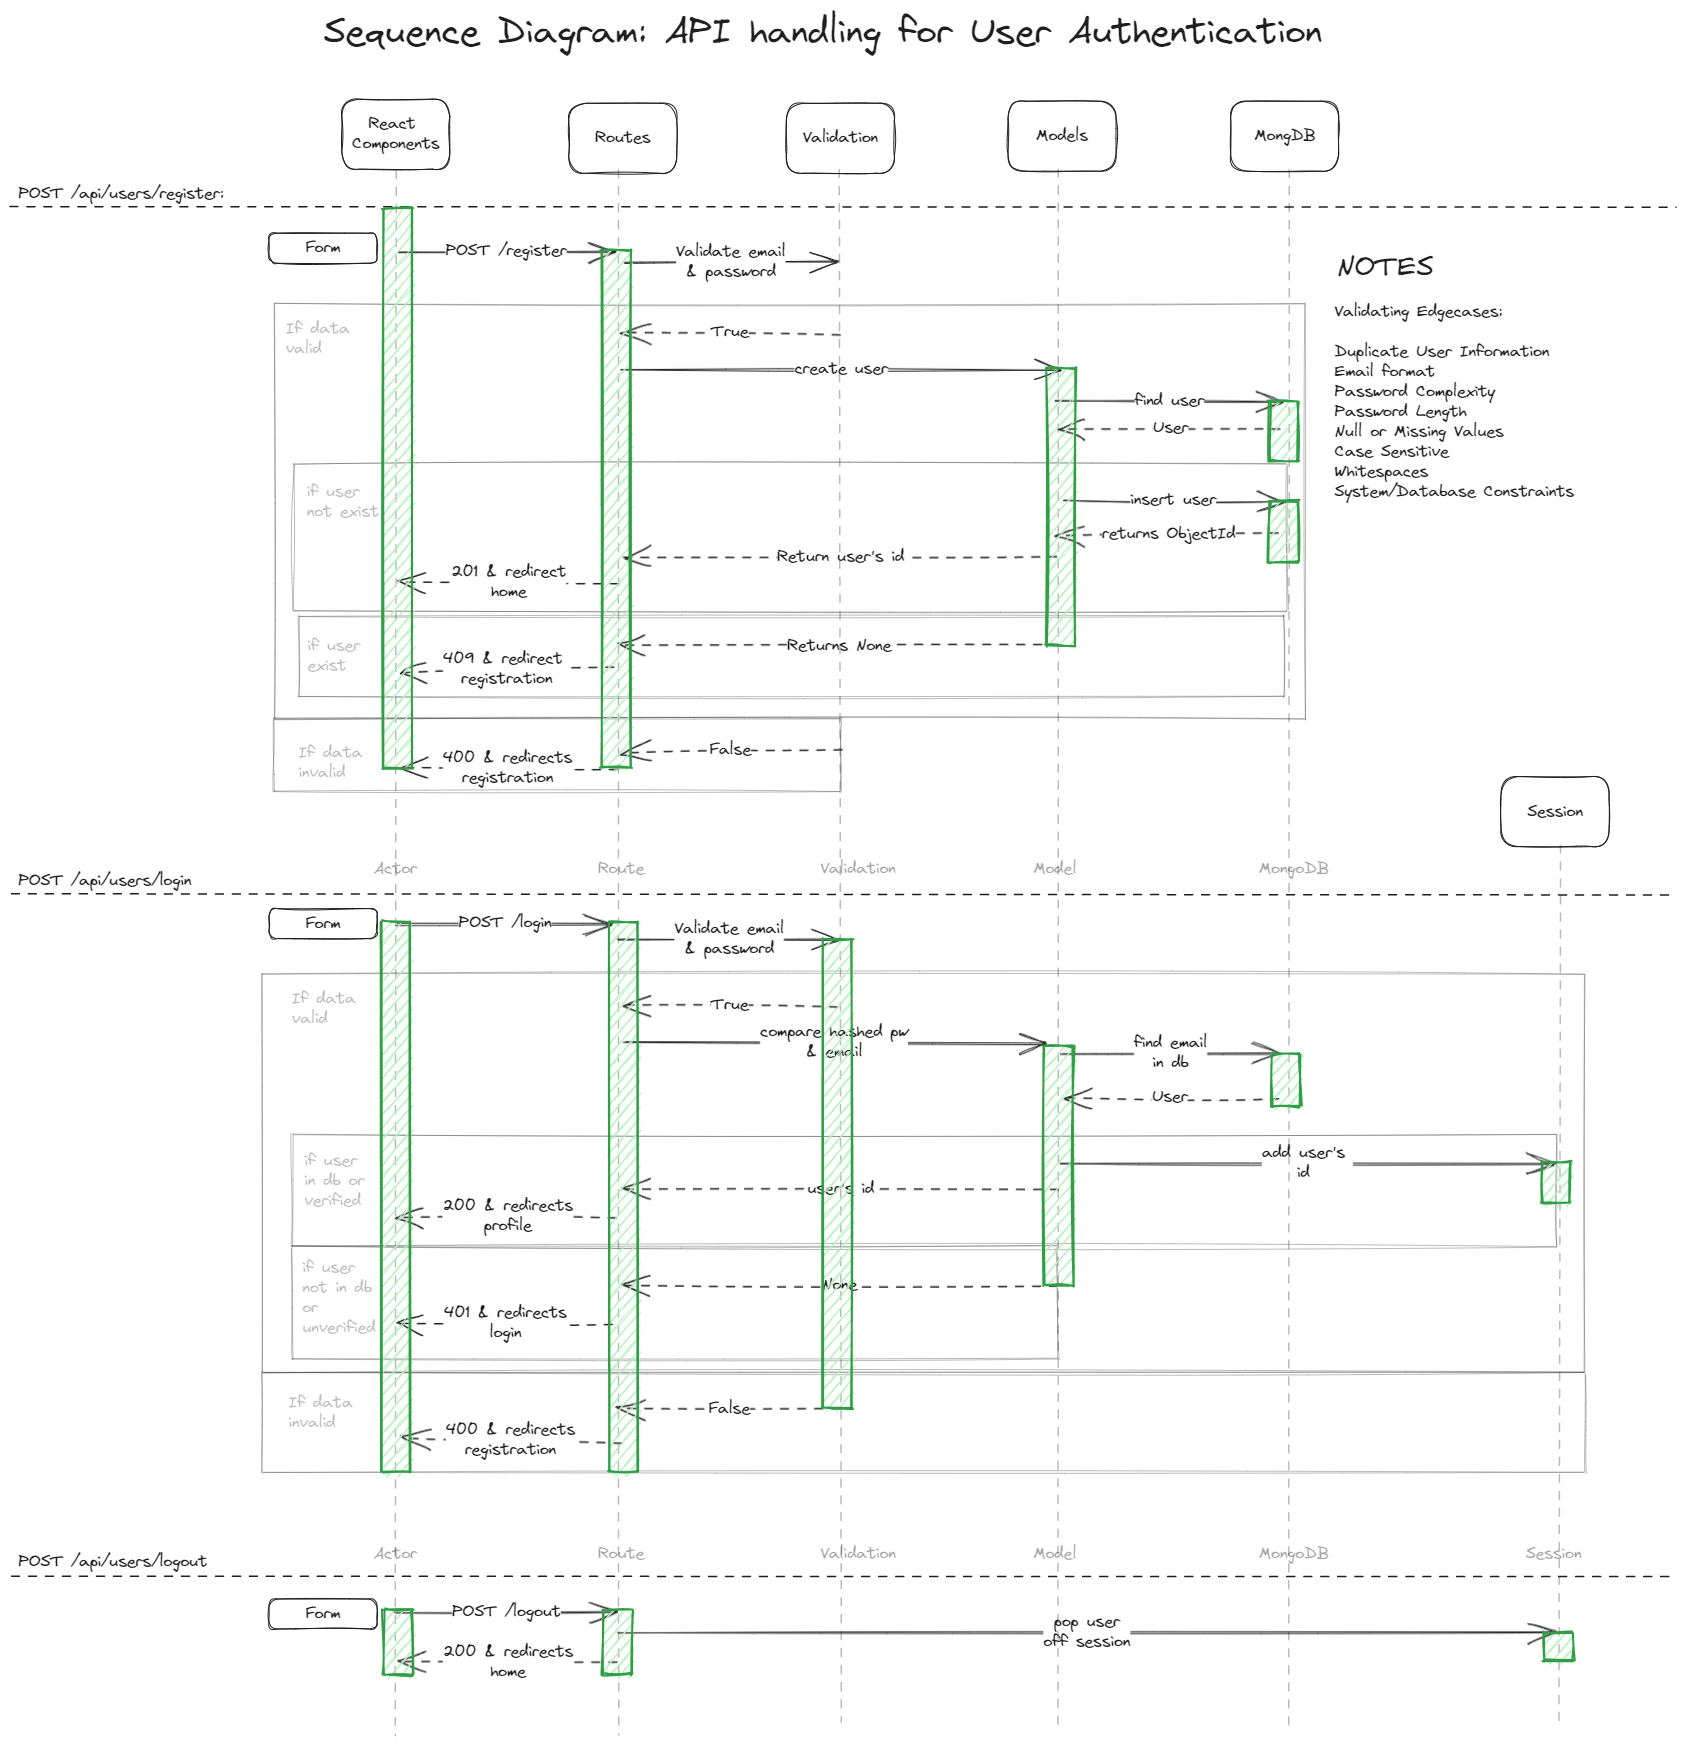 Sequence Diagram: API handling for User Authentication
React
Components
Routes
Validation
Models
MongDB
POST /api/users/register:
Form
POST /register
Validate email
& password
NOTES
Validating Edgecases:
Duplicate User Information
Email format
Password Complexity
Password Length
Null or Missing Values
Case Sensitive
Whitespaces
System/Database Constraints
If data
valid
True
create user
find user
User
if user
not exist
insert user
returns ObjectId
Return user's id
201 & redirect
home
if user
exist
Returns None
409 & redirect
registration
If data
invalid
False
400 & redirects
registration
Session
Actor
Route
Validation
Model
MongoDB
POST /api/users/login
Form
POST /login
Validate email
& password
If data
valid
True
compare hashed pw
& email
find email
in db
User
if user
in db or
verified
add user's
id
user's id
200 & redirects
profile
if user
not in db
or
unverified
None
401 & redirects
login
If data
invalid
False
400 & redirects
registration
Actor
Route
Validation
Model
MongoDB
Session
POST /api/users/logout
Form
POST /logout
pop user
off session
200 & redirects
home